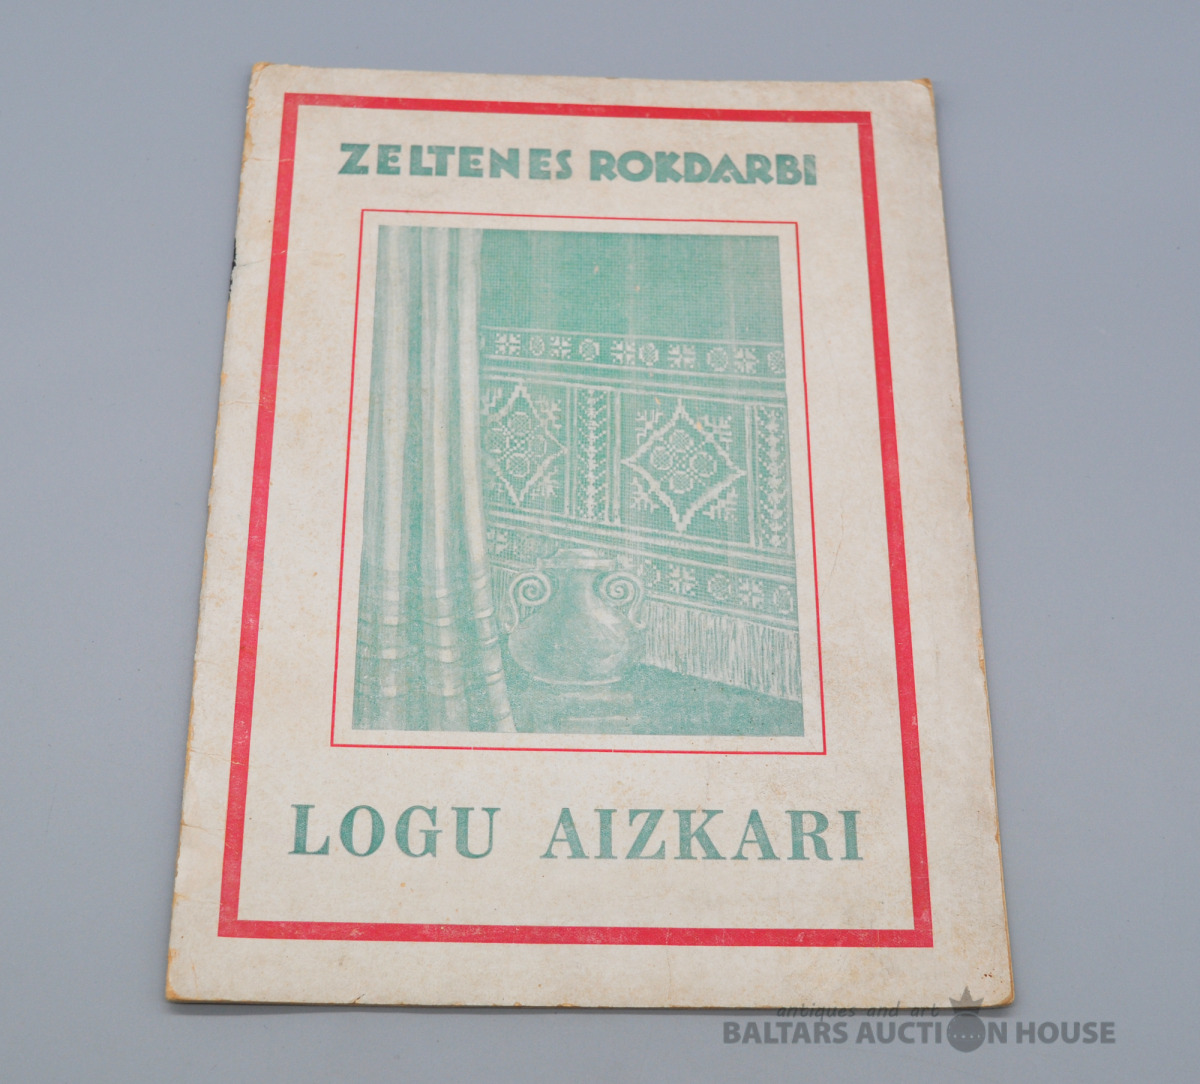 ZELTENES ROKDARBI
LOGU AIZKARI
antiques and art
BALTARS AUCTION HOUSE